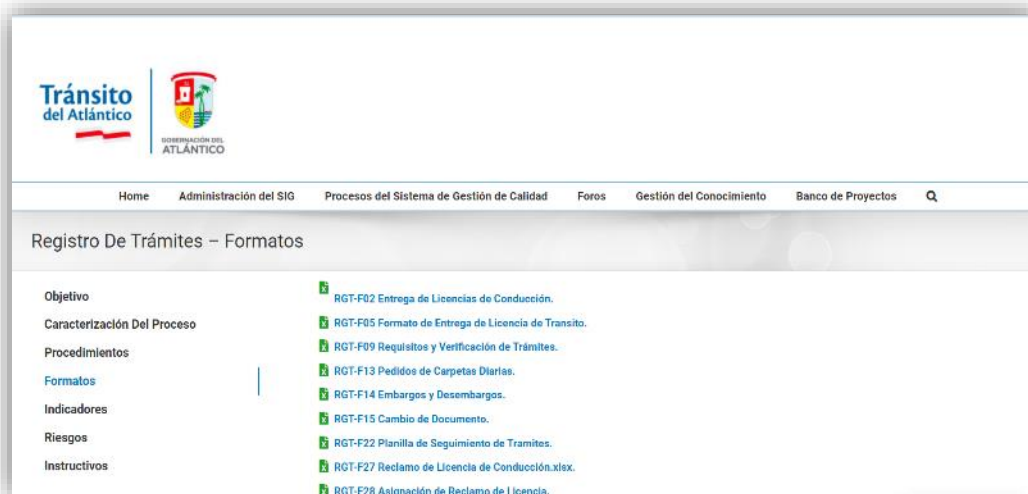 Tránsito
del Atlántico
GOBERNACIÓN DEL
ATLÁNTICO
Home Administración del SIG Procesos del Sistema de Gestión de Calidad Foros Gestión del Conocimiento Banco de Proyectos
Registro De Trámites – Formatos
Objetivo
Caracterización Del Proceso
Procedimientos
Formatos
Indicadores
Riesgos
Instructivos
RGT-F02 Entrega de Licencias de Conducción.
RGT-F05 Formato de Entrega de Licencia de Transito.
RGT-F09 Requisitos y Verificación de Trámites.
RGT-F13 Pedidos de Carpetas Diarias.
RGT-F14 Embargos y Desembargos.
RGT-F15 Cambio de Documento.
RGT-F22 Planilla de Seguimiento de Tramites.
RGT-F27 Reclamo de Licencia de Conducción.xlsx.
RGT-F28 Asignación de Reclamo de Licencia.